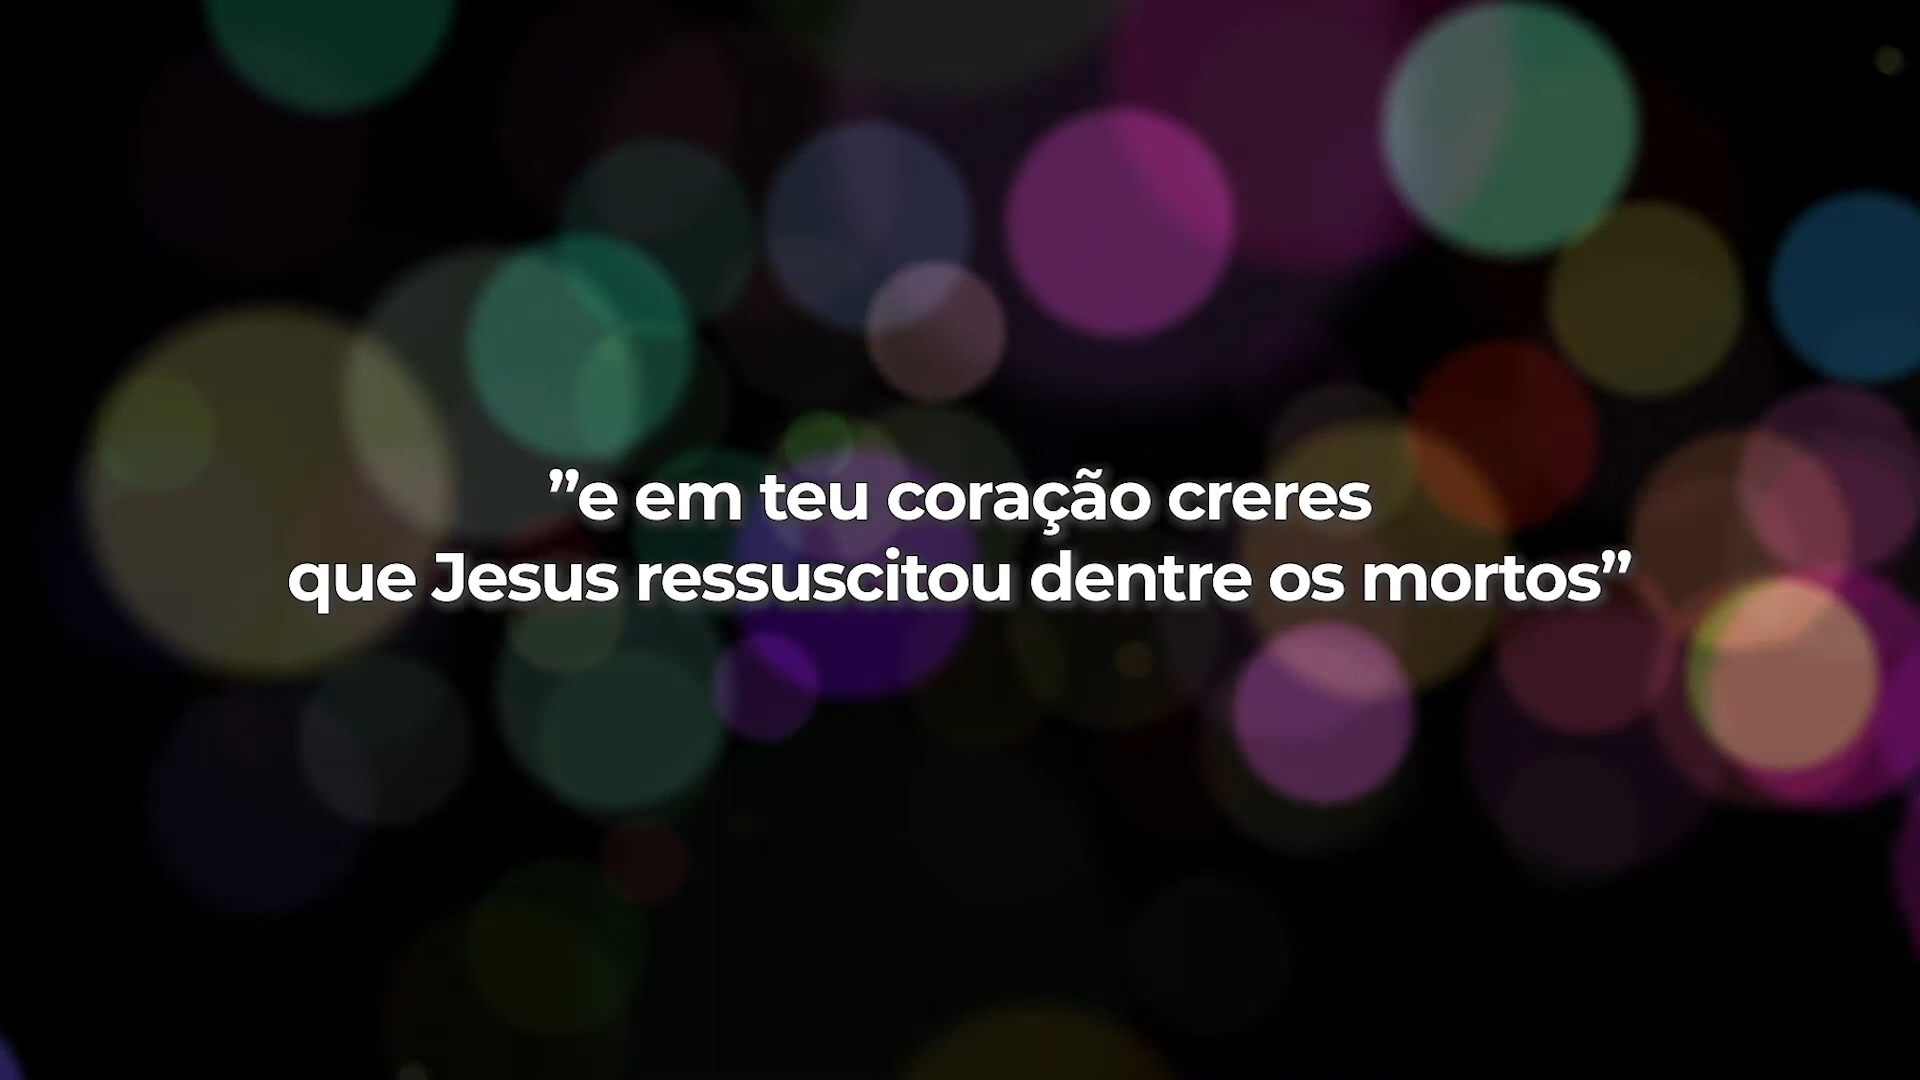 ”e em teu coração creres
que Jesus ressuscitou dentre os mortos”